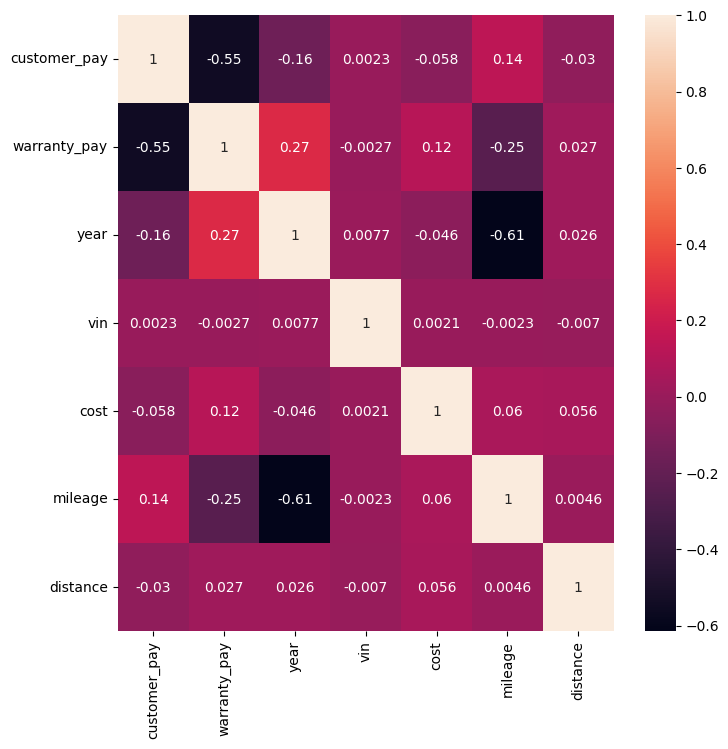 customer_pay 1 -0.55 -0.16 0.0023 -0.058 0.14 -0.03
warranty_pay -0.55 1 0.27 -0.0027 0.12 -0.25 0.027
year -0.16 0.27 1 0.0077 -0.046 -0.61 0.026
vin 0.0023 -0.0027 0.0077 1 0.0021 -0.0023 -0.007
cost -0.058 0.12 -0.046 0.0021 1 0.06 0.056
mileage 0.14 -0.25 -0.61 -0.0023 0.06 1 0.0046
distance -0.03 0.027 0.026 -0.007 0.056 0.0046 1
customer_pay warranty_pay year vin cost mileage distance
1.0
0.8
0.6
0.4
0.2
0.0
−0.2
−0.4
−0.6